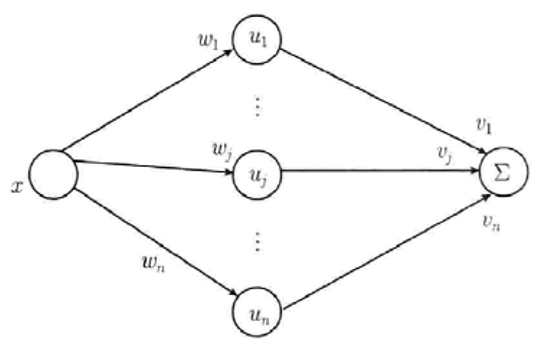 w₁ u₁
⋮ v₁
wⱼ uⱼ vⱼ Σ
x
⋮ vₙ
wₙ
uₙ